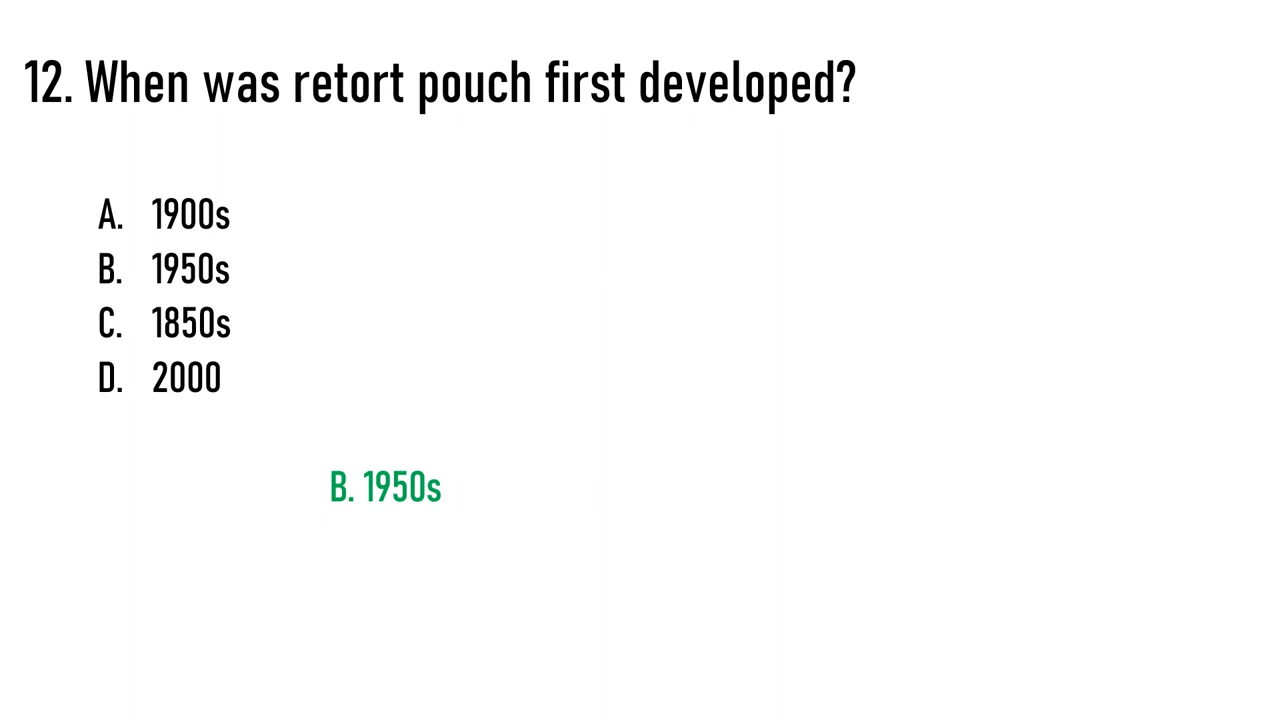 12. When was retort pouch first developed?
A. 1900s
B. 1950s
C. 1850s
D. 2000
B. 1950s